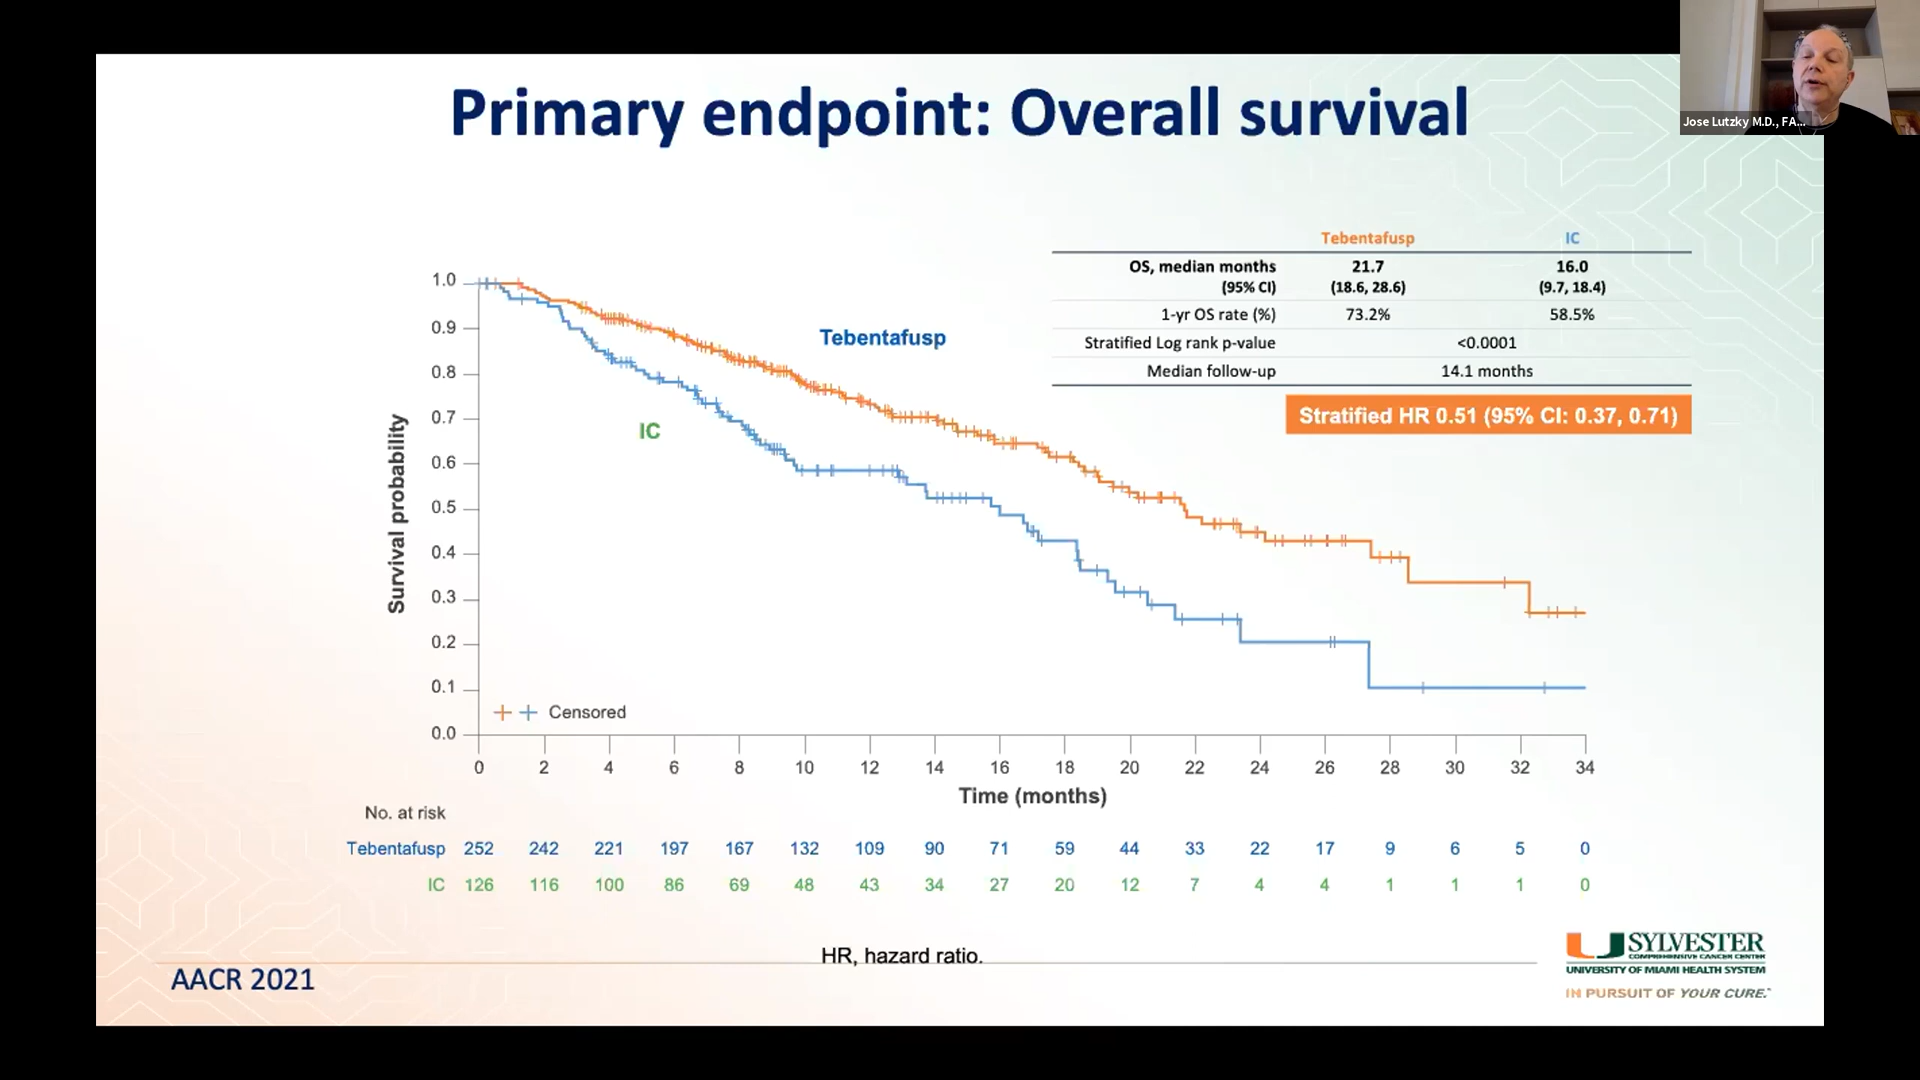 Primary endpoint: Overall survival
Jose Lutzky M.D., FA...
Tebentafusp IC
OS, median months 21.7 16.0
(95% CI) (18.6, 28.6) (9.7, 18.4)
1-yr OS rate (%) 73.2% 58.5%
Stratified Log rank p-value <0.0001
Median follow-up 14.1 months
Stratified HR 0.51 (95% CI: 0.37, 0.71)
Tebentafusp
IC
Survival probability
1.0
0.9
0.8
0.7
0.6
0.5
0.4
0.3
0.2
0.1
0.0
Censored
0 2 4 6 8 10 12 14 16 18 20 22 24 26 28 30 32 34
Time (months)
No. at risk
Tebentafusp 252 242 221 197 167 132 109 90 71 59 44 33 22 17 9 6 5 0
IC 126 116 100 86 69 48 43 34 27 20 12 7 4 4 1 1 1 0
HR, hazard ratio.
AACR 2021
SYLVESTER
COMPREHENSIVE CANCER CENTER
UNIVERSITY OF MIAMI HEALTH SYSTEM
IN PURSUIT OF YOUR CURE.™